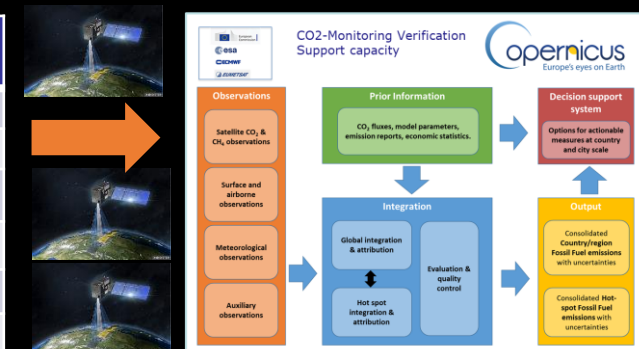 European
Commission
esa
ECMWF
EUMETSAT
CO2-Monitoring Verification
Support capacity
opernicus
Europe's eyes on Earth
Observations
Satellite CO₂ &
CH₄ observations
Surface and
airborne
observations
Meteorological
observations
Auxiliary
observations
Prior Information
CO₂ fluxes, model parameters,
emission reports, economic statistics.
Integration
Global integration
& attribution
Hot spot
integration &
attribution
Evaluation &
quality
control
Decision support
system
Options for actionable
measures at country
and city scale
Output
Consolidated
Country/region
Fossil Fuel emissions
with uncertainties
Consolidated Hot-
spot Fossil Fuel
emissions with
uncertainties